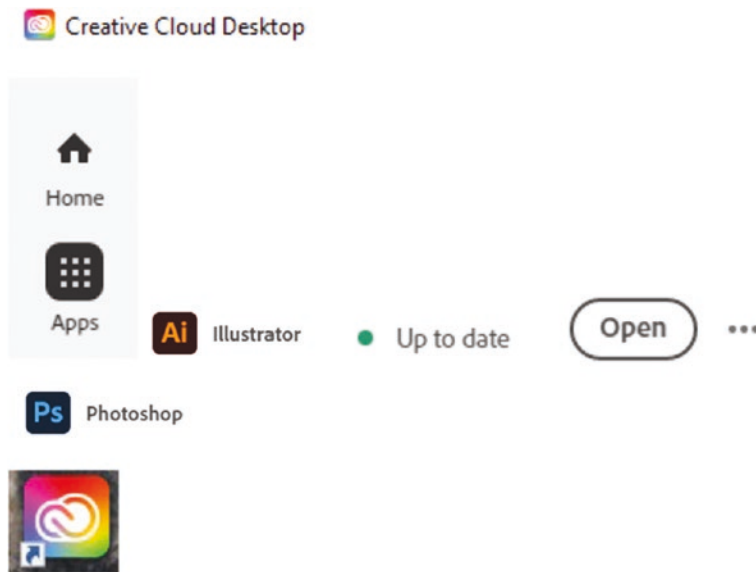 Creative Cloud Desktop
Home
Apps
Ai Illustrator Up to date Open
Ps Photoshop